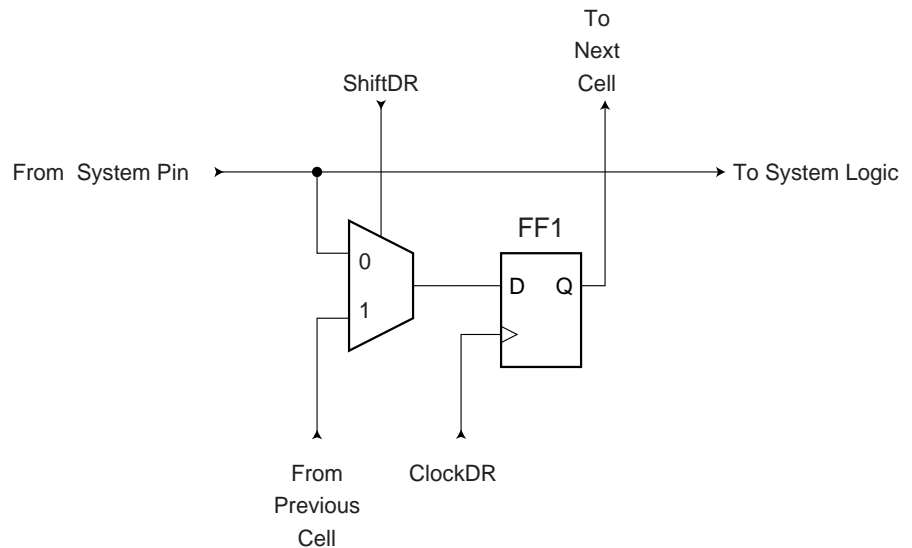 To
Next
Cell
ShiftDR
From System Pin
To System Logic
FF1
0
D Q
1
From
Previous
Cell
ClockDR